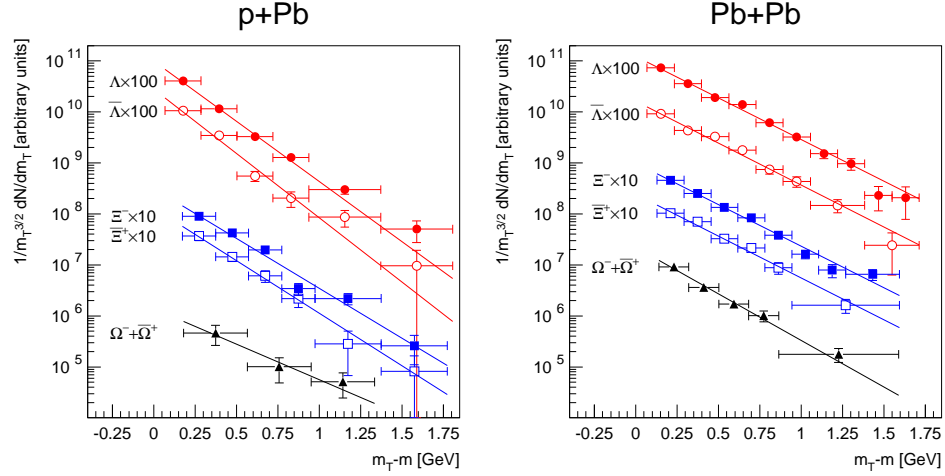 p+Pb
1/m_T^{3/2} dN/dm_T [arbitrary units]
10^{11}
10^{10}
10^9
10^8
10^7
10^6
10^5
Λ×100
Λ̅×100
Ξ⁻×10
Ξ̅⁺×10
Ω⁻+Ω̅⁺
-0.25 0 0.25 0.5 0.75 1 1.25 1.5 1.75
m_T-m [GeV]
Pb+Pb
1/m_T^{3/2} dN/dm_T [arbitrary units]
10^{11}
10^{10}
10^9
10^8
10^7
10^6
10^5
Λ×100
Λ̅×100
Ξ⁻×10
Ξ̅⁺×10
Ω⁻+Ω̅⁺
-0.25 0 0.25 0.5 0.75 1 1.25 1.5 1.75
m_T-m [GeV]